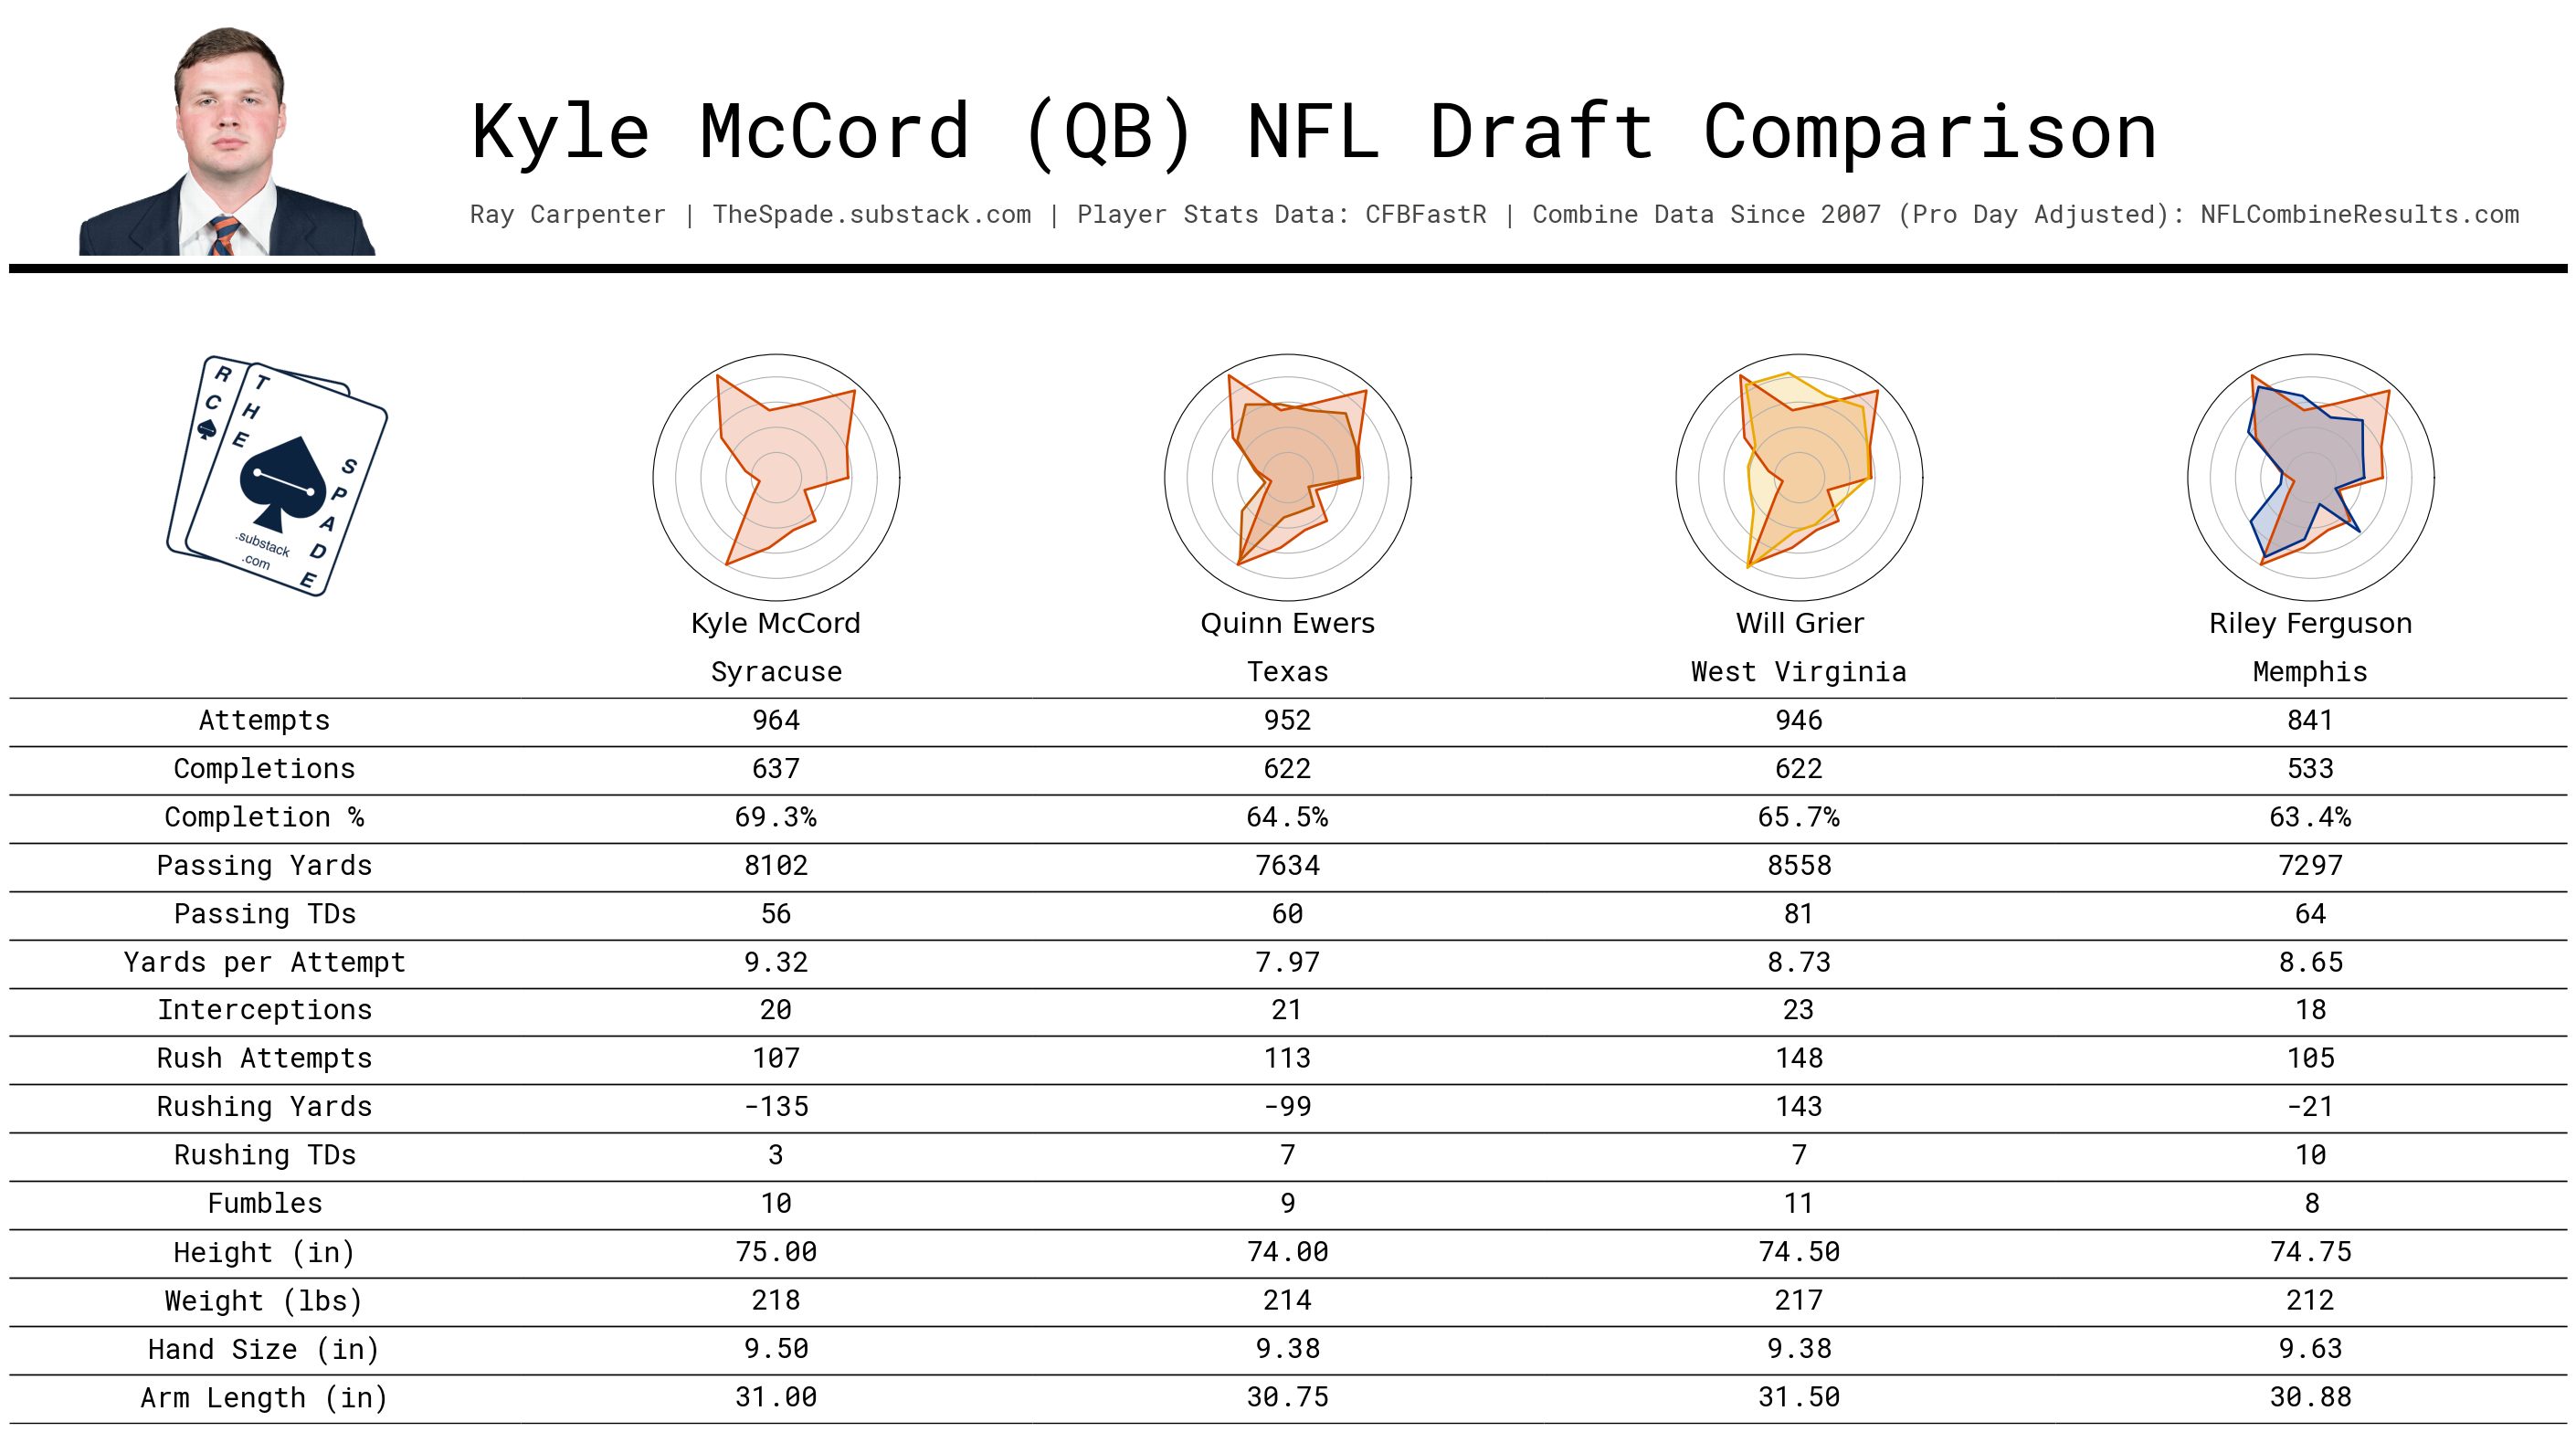 Kyle McCord (QB) NFL Draft Comparison
Ray Carpenter | TheSpade.substack.com | Player Stats Data: CFBFastR | Combine Data Since 2007 (Pro Day Adjusted): NFLCombineResults.com
R C
T H E
S P A D E
.substack
.com
Kyle McCord Quinn Ewers Will Grier Riley Ferguson
Syracuse Texas West Virginia Memphis
Attempts 964 952 946 841
Completions 637 622 622 533
Completion % 69.3% 64.5% 65.7% 63.4%
Passing Yards 8102 7634 8558 7297
Passing TDs 56 60 81 64
Yards per Attempt 9.32 7.97 8.73 8.65
Interceptions 20 21 23 18
Rush Attempts 107 113 148 105
Rushing Yards -135 -99 143 -21
Rushing TDs 3 7 7 10
Fumbles 10 9 11 8
Height (in) 75.00 74.00 74.50 74.75
Weight (lbs) 218 214 217 212
Hand Size (in) 9.50 9.38 9.38 9.63
Arm Length (in) 31.00 30.75 31.50 30.88